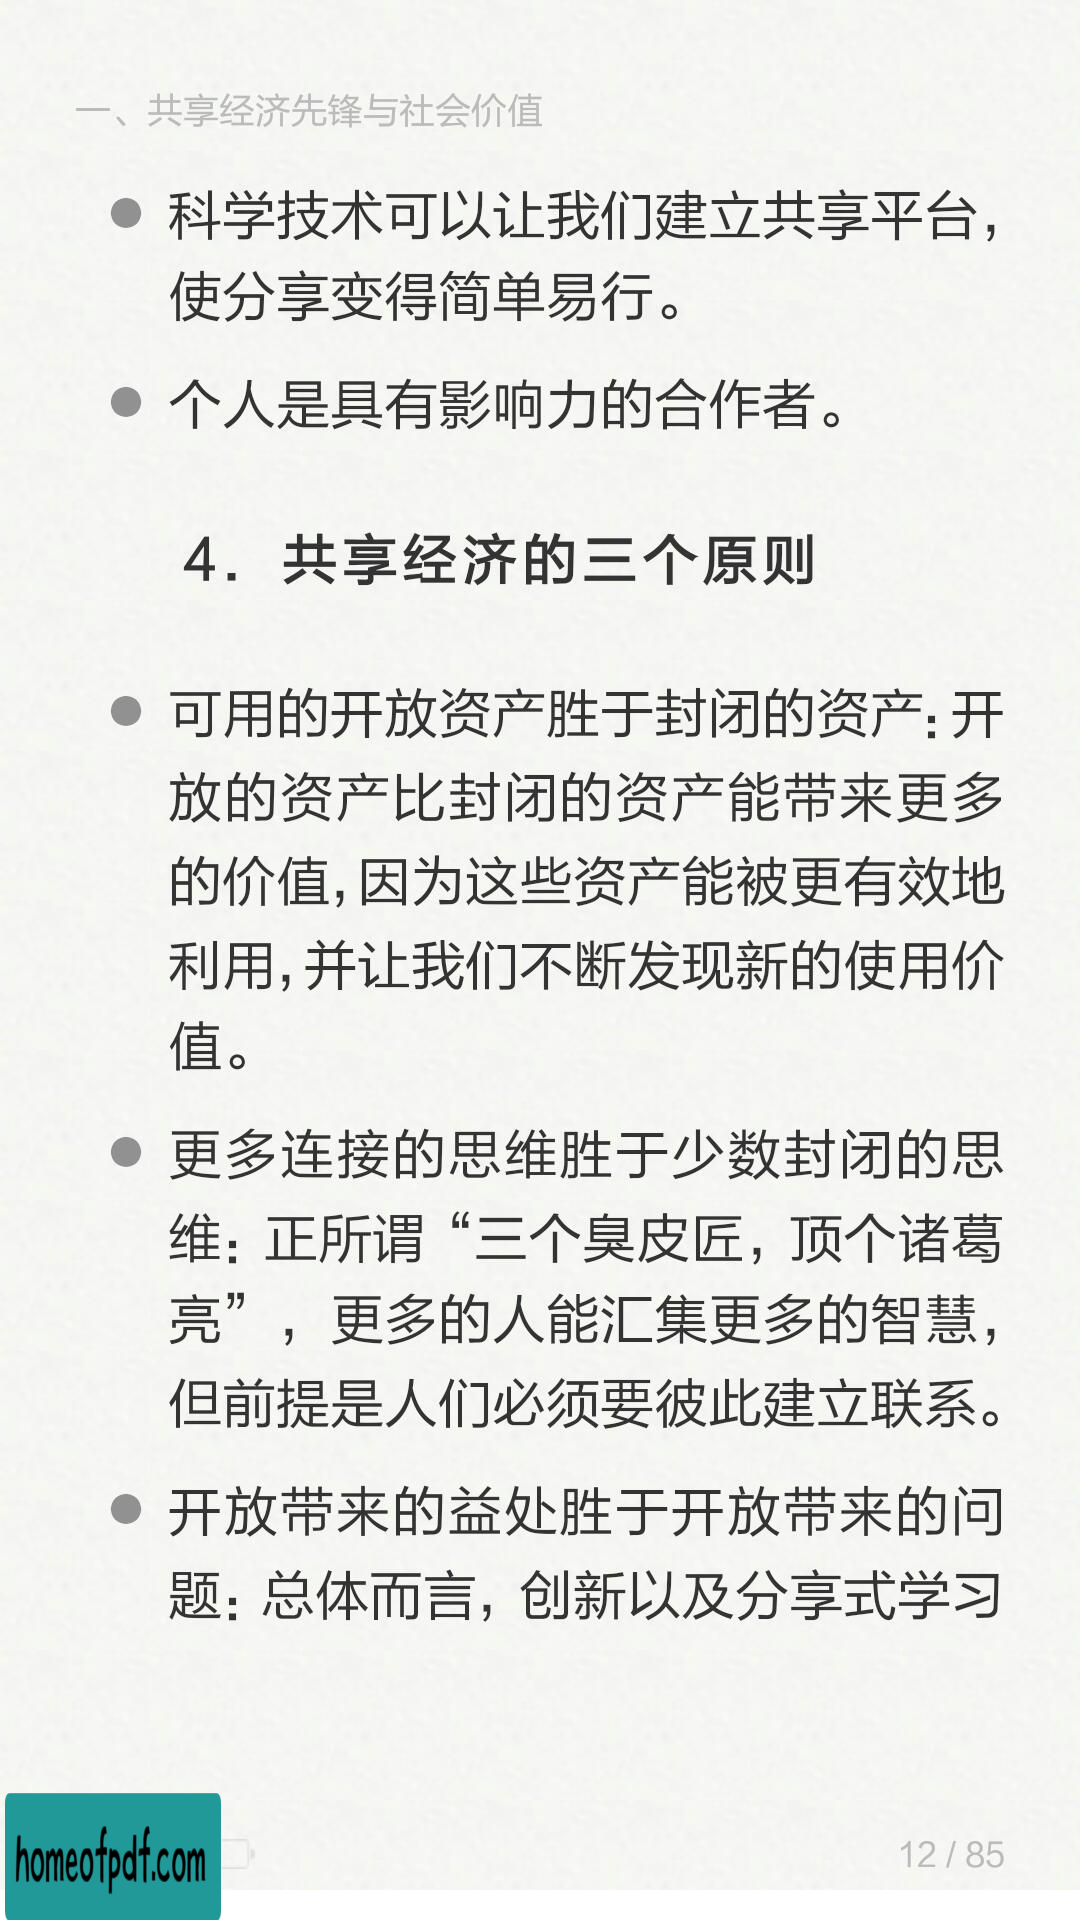 一、共享经济先锋与社会价值
● 科学技术可以让我们建立共享平台，
使分享变得简单易行。
● 个人是具有影响力的合作者。
4. 共享经济的三个原则
● 可用的开放资产胜于封闭的资产：开
放的资产比封闭的资产能带来更多
的价值，因为这些资产能被更有效地
利用，并让我们不断发现新的使用价
值。
● 更多连接的思维胜于少数封闭的思
维：正所谓“三个臭皮匠，顶个诸葛
亮”，更多的人能汇集更多的智慧，
但前提是人们必须要彼此建立联系。
● 开放带来的益处胜于开放带来的问
题：总体而言，创新以及分享式学习
homeofpdf.com
12 / 85